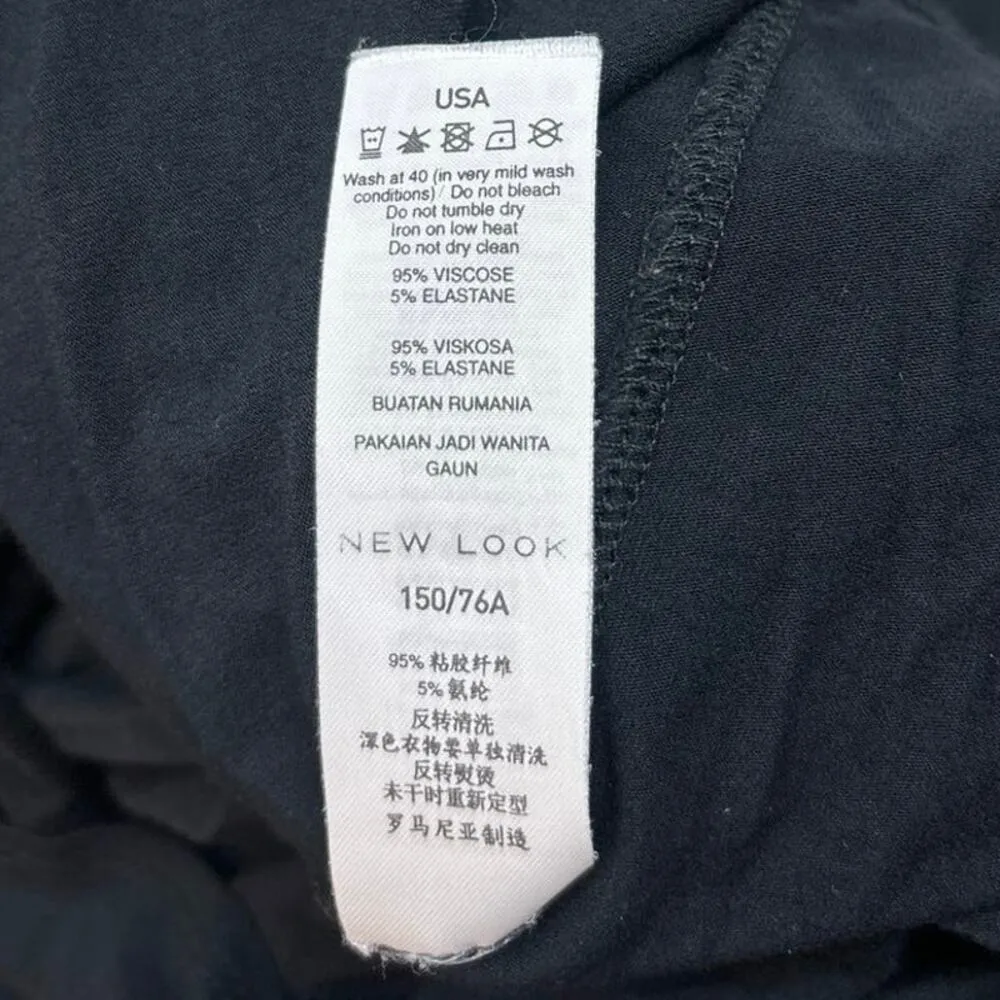 USA
Wash at 40 (in very mild wash
conditions) / Do not bleach
Do not tumble dry
Iron on low heat
Do not dry clean
95% VISCOSE
5% ELASTANE
95% VISKOSA
5% ELASTANE
BUATAN RUMANIA
PAKAIAN JADI WANITA
GAUN
NEW LOOK
150/76A
95% 粘胶纤维
5% 氨纶
反转清洗
深色衣物要单独清洗
反转熨烫
未干时重新定型
罗马尼亚制造